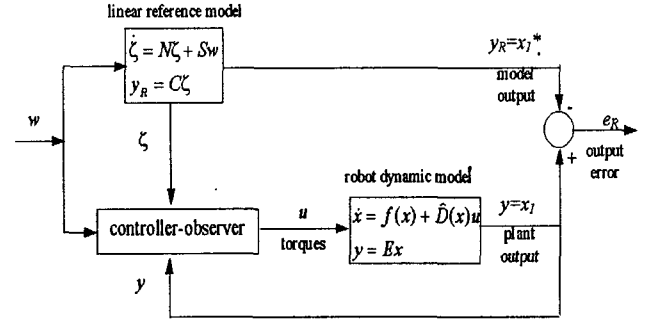 linear reference model
ζ̇ = Nζ + Sw
y_R = Cζ
y_R=x_1*
model
output
-
w
ζ
e_R
+
output
error
robot dynamic model
controller-observer
u
torques
ẋ = f(x) + D̂(x)u
y = Ex
y=x_1
plant
output
y